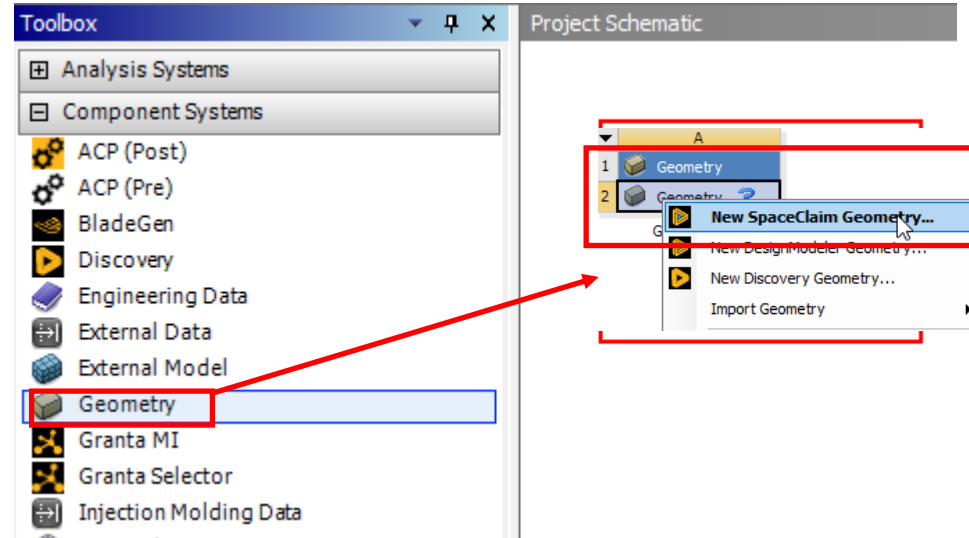 Toolbox
Project Schematic
Analysis Systems
Component Systems
ACP (Post)
ACP (Pre)
BladeGen
Discovery
Engineering Data
External Data
External Model
Geometry
Granta MI
Granta Selector
Injection Molding Data
A
1 Geometry
2 Geometry
G
New SpaceClaim Geometry...
New DesignModeler Geometry...
New Discovery Geometry...
Import Geometry